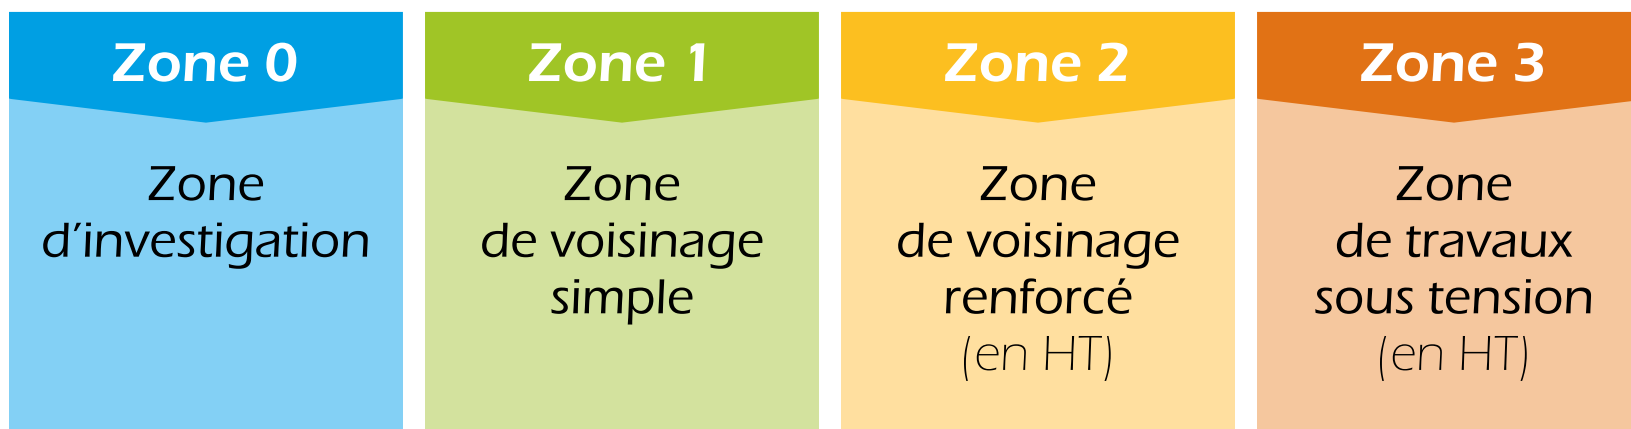 Zone 0
Zone
d’investigation
Zone 1
Zone
de voisinage
simple
Zone 2
Zone
de voisinage
renforcé
(en HT)
Zone 3
Zone
de travaux
sous tension
(en HT)